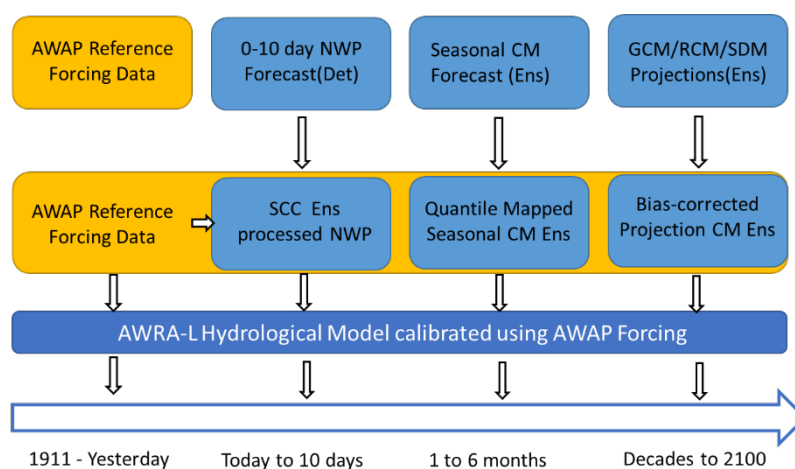 AWAP Reference
Forcing Data
0-10 day NWP
Forecast(Det)
Seasonal CM
Forecast (Ens)
GCM/RCM/SDM
Projections(Ens)
AWAP Reference
Forcing Data
SCC Ens
processed NWP
Quantile Mapped
Seasonal CM Ens
Bias-corrected
Projection CM Ens
AWRA-L Hydrological Model calibrated using AWAP Forcing
1911 - Yesterday
Today to 10 days
1 to 6 months
Decades to 2100